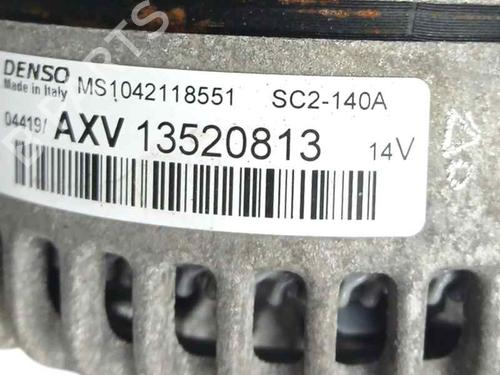 DENSO MS1042118551 SC2-140A
Made in Italy
04419/ AXV 13520813 14V